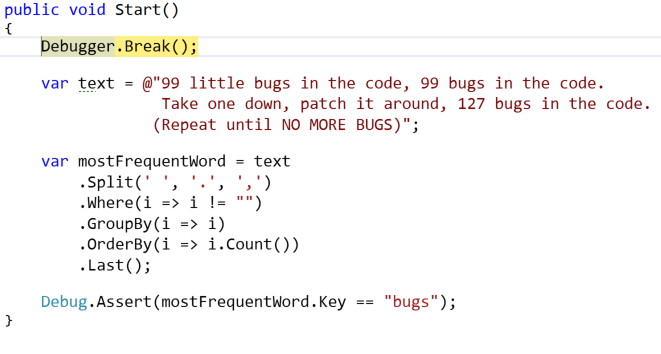 public void Start()
{
    Debugger.Break();
    var text = @"99 little bugs in the code, 99 bugs in the code.
                Take one down, patch it around, 127 bugs in the code.
               (Repeat until NO MORE BUGS)";
    var mostFrequentWord = text
        .Split(' ', '.', ',')
        .Where(i => i != "")
        .GroupBy(i => i)
        .OrderBy(i => i.Count())
        .Last();
    Debug.Assert(mostFrequentWord.Key == "bugs");
}